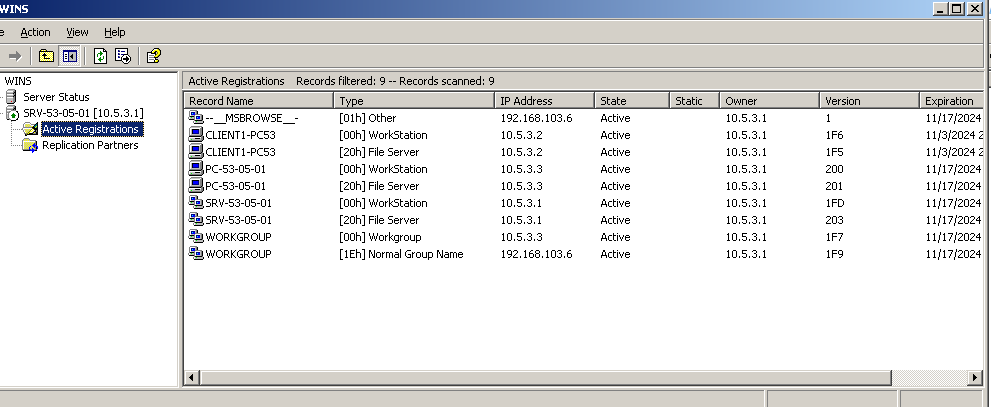 WINS
Action View Help
WINS
Server Status
SRV-53-05-01 [10.5.3.1]
Active Registrations
Replication Partners
Active Registrations Records filtered: 9 -- Records scanned: 9
Record Name Type IP Address State Static Owner Version Expiration
--__MSBROWSE__- [01h] Other 192.168.103.6 Active 10.5.3.1 1 11/17/2024
CLIENT1-PC53 [00h] WorkStation 10.5.3.2 Active 10.5.3.1 1F6 11/3/2024 2
CLIENT1-PC53 [20h] File Server 10.5.3.2 Active 10.5.3.1 1F5 11/3/2024 2
PC-53-05-01 [00h] WorkStation 10.5.3.3 Active 10.5.3.1 200 11/17/2024
PC-53-05-01 [20h] File Server 10.5.3.3 Active 10.5.3.1 201 11/17/2024
SRV-53-05-01 [00h] WorkStation 10.5.3.1 Active 10.5.3.1 1FD 11/17/2024
SRV-53-05-01 [20h] File Server 10.5.3.1 Active 10.5.3.1 203 11/17/2024
WORKGROUP [00h] Workgroup 10.5.3.3 Active 10.5.3.1 1F7 11/17/2024
WORKGROUP [1Eh] Normal Group Name 192.168.103.6 Active 10.5.3.1 1F9 11/17/2024